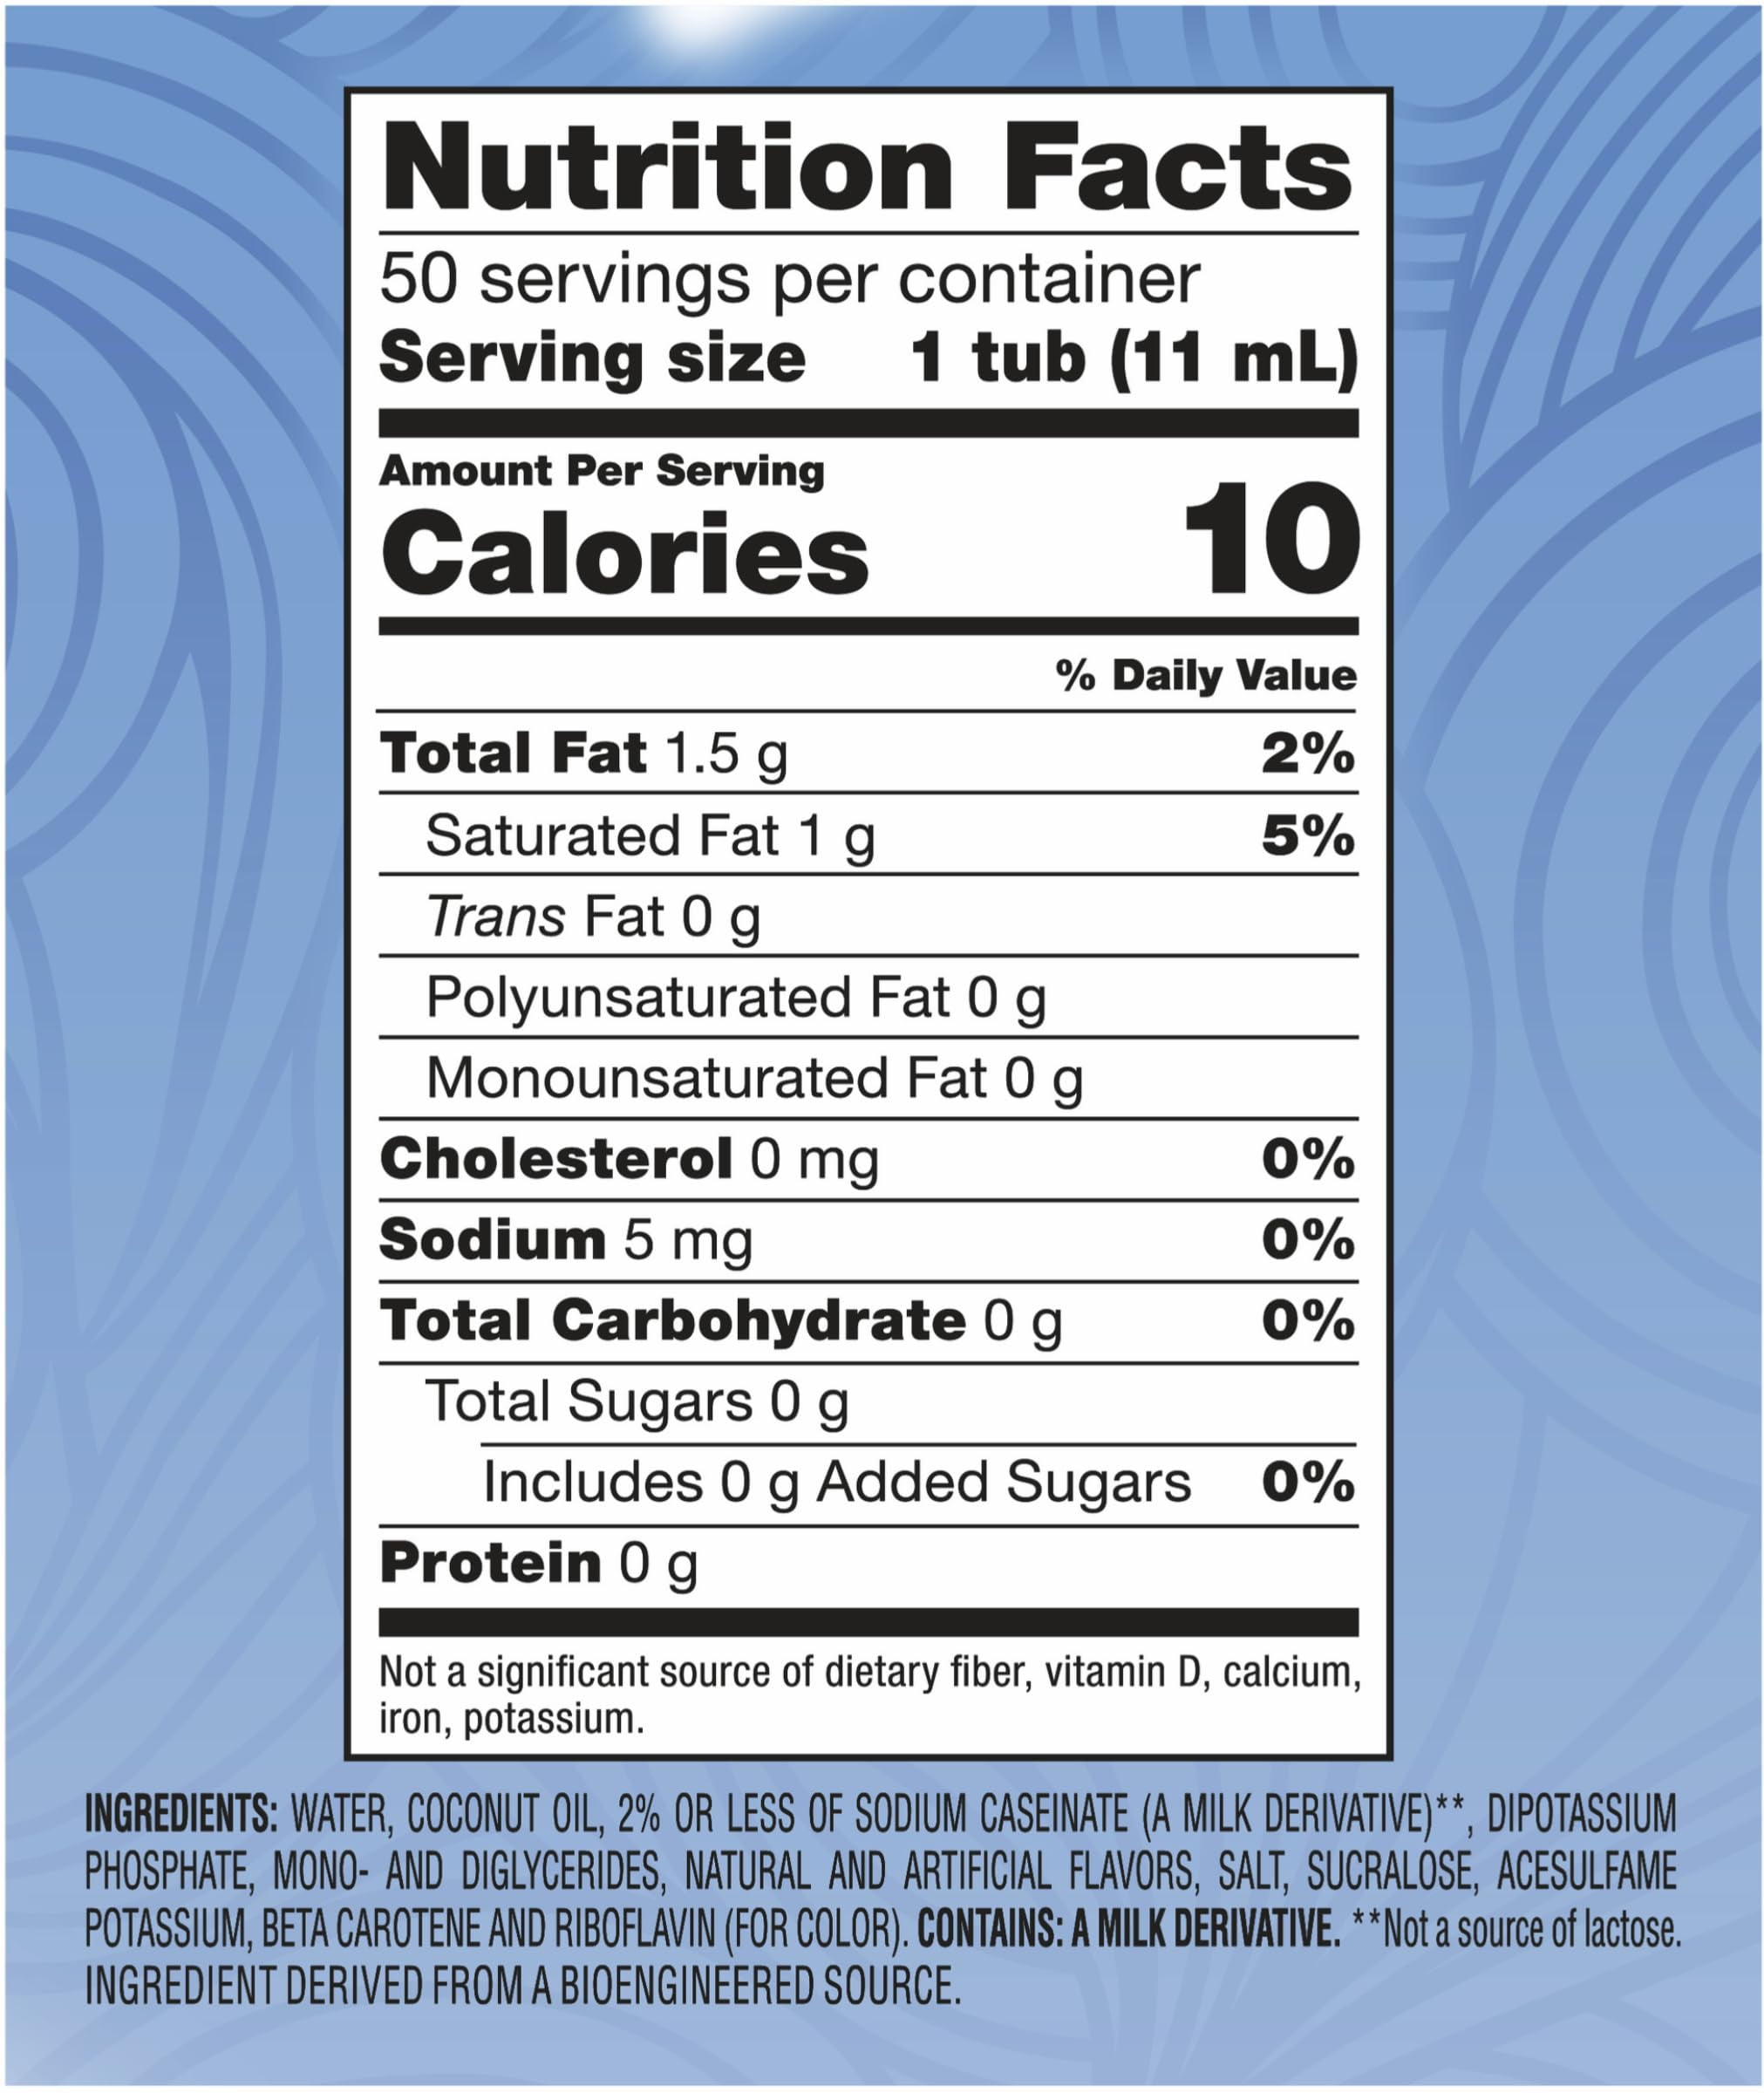 Nutrition Facts
50 servings per container
Serving size 1 tub (11 mL)
Amount Per Serving
Calories 10
% Daily Value
Total Fat 1.5 g 2%
Saturated Fat 1 g 5%
Trans Fat 0 g
Polyunsaturated Fat 0 g
Monounsaturated Fat 0 g
Cholesterol 0 mg 0%
Sodium 5 mg 0%
Total Carbohydrate 0 g 0%
Total Sugars 0 g
Includes 0 g Added Sugars 0%
Protein 0 g
Not a significant source of dietary fiber, vitamin D, calcium,
iron, potassium.
INGREDIENTS: WATER, COCONUT OIL, 2% OR LESS OF SODIUM CASEINATE (A MILK DERIVATIVE)**, DIPOTASSIUM
PHOSPHATE, MONO- AND DIGLYCERIDES, NATURAL AND ARTIFICIAL FLAVORS, SALT, SUCRALOSE, ACESULFAME
POTASSIUM, BETA CAROTENE AND RIBOFLAVIN (FOR COLOR). CONTAINS: A MILK DERIVATIVE. **Not a source of lactose.
INGREDIENT DERIVED FROM A BIOENGINEERED SOURCE.